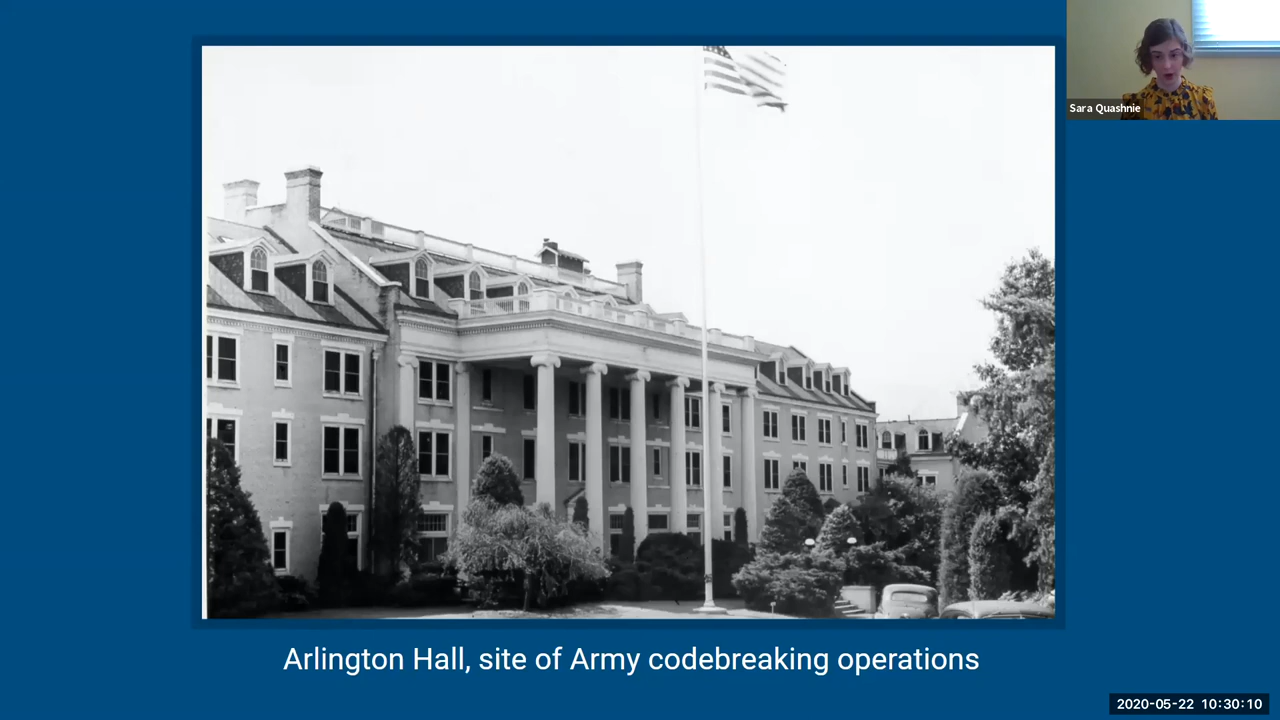 Sara Quashnie
Arlington Hall, site of Army codebreaking operations
2020-05-22 10:30:10